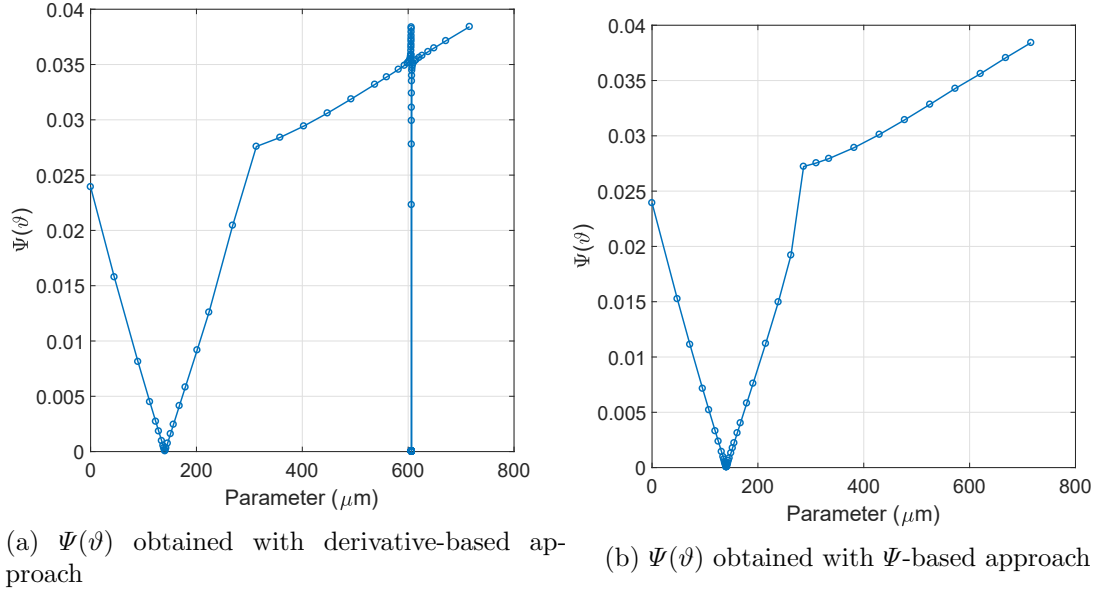 0.04
0.035
0.03
0.025
0.02
0.015
0.01
0.005
0
Ψ(ϑ)
0 200 400 600 800
Parameter (μm)
(a) Ψ(ϑ) obtained with derivative-based ap-
proach
0.04
0.035
0.03
0.025
0.02
0.015
0.01
0.005
0
Ψ(ϑ)
0 200 400 600 800
Parameter (μm)
(b) Ψ(ϑ) obtained with Ψ-based approach